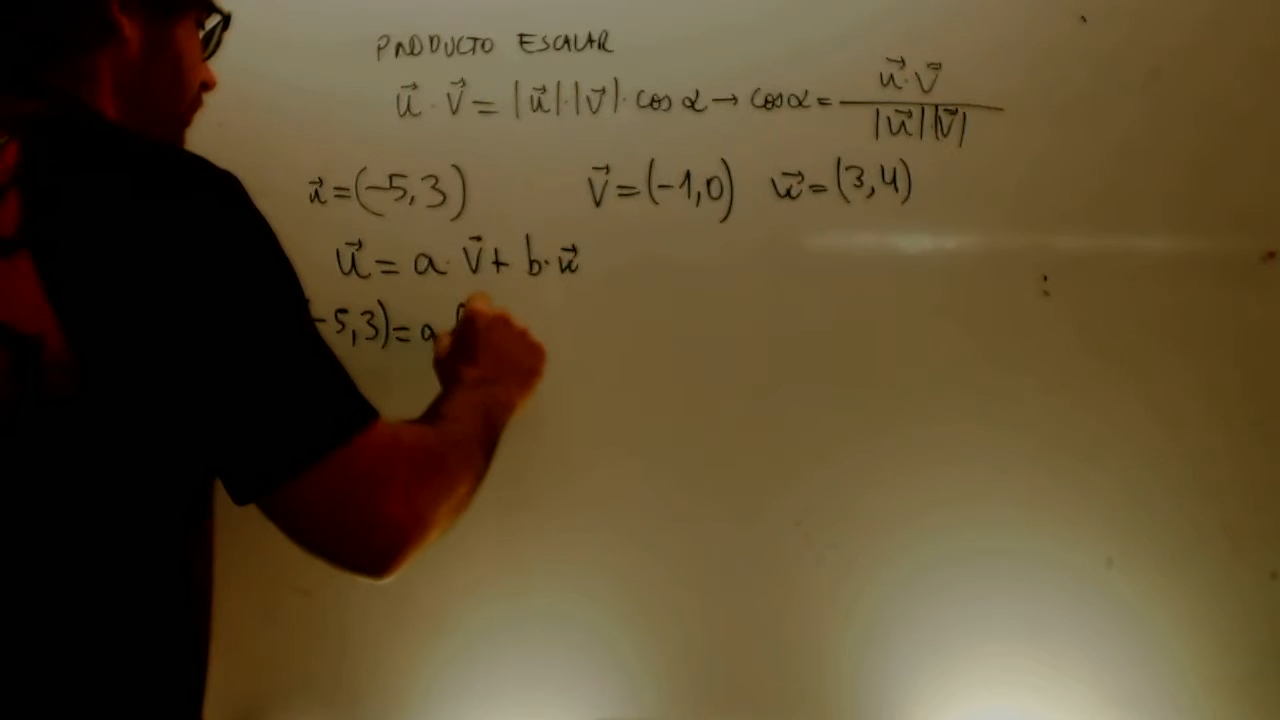 PRODUCTO ESCALAR
u⃗ · v⃗ = |u⃗|·|v⃗|· cos α → cos α = u⃗·v⃗ / |u⃗||v⃗|
u⃗ = (-5,3) v⃗ = (-1,0) w⃗ = (3,4)
u⃗ = a · v⃗ + b · w⃗
-5,3) = a